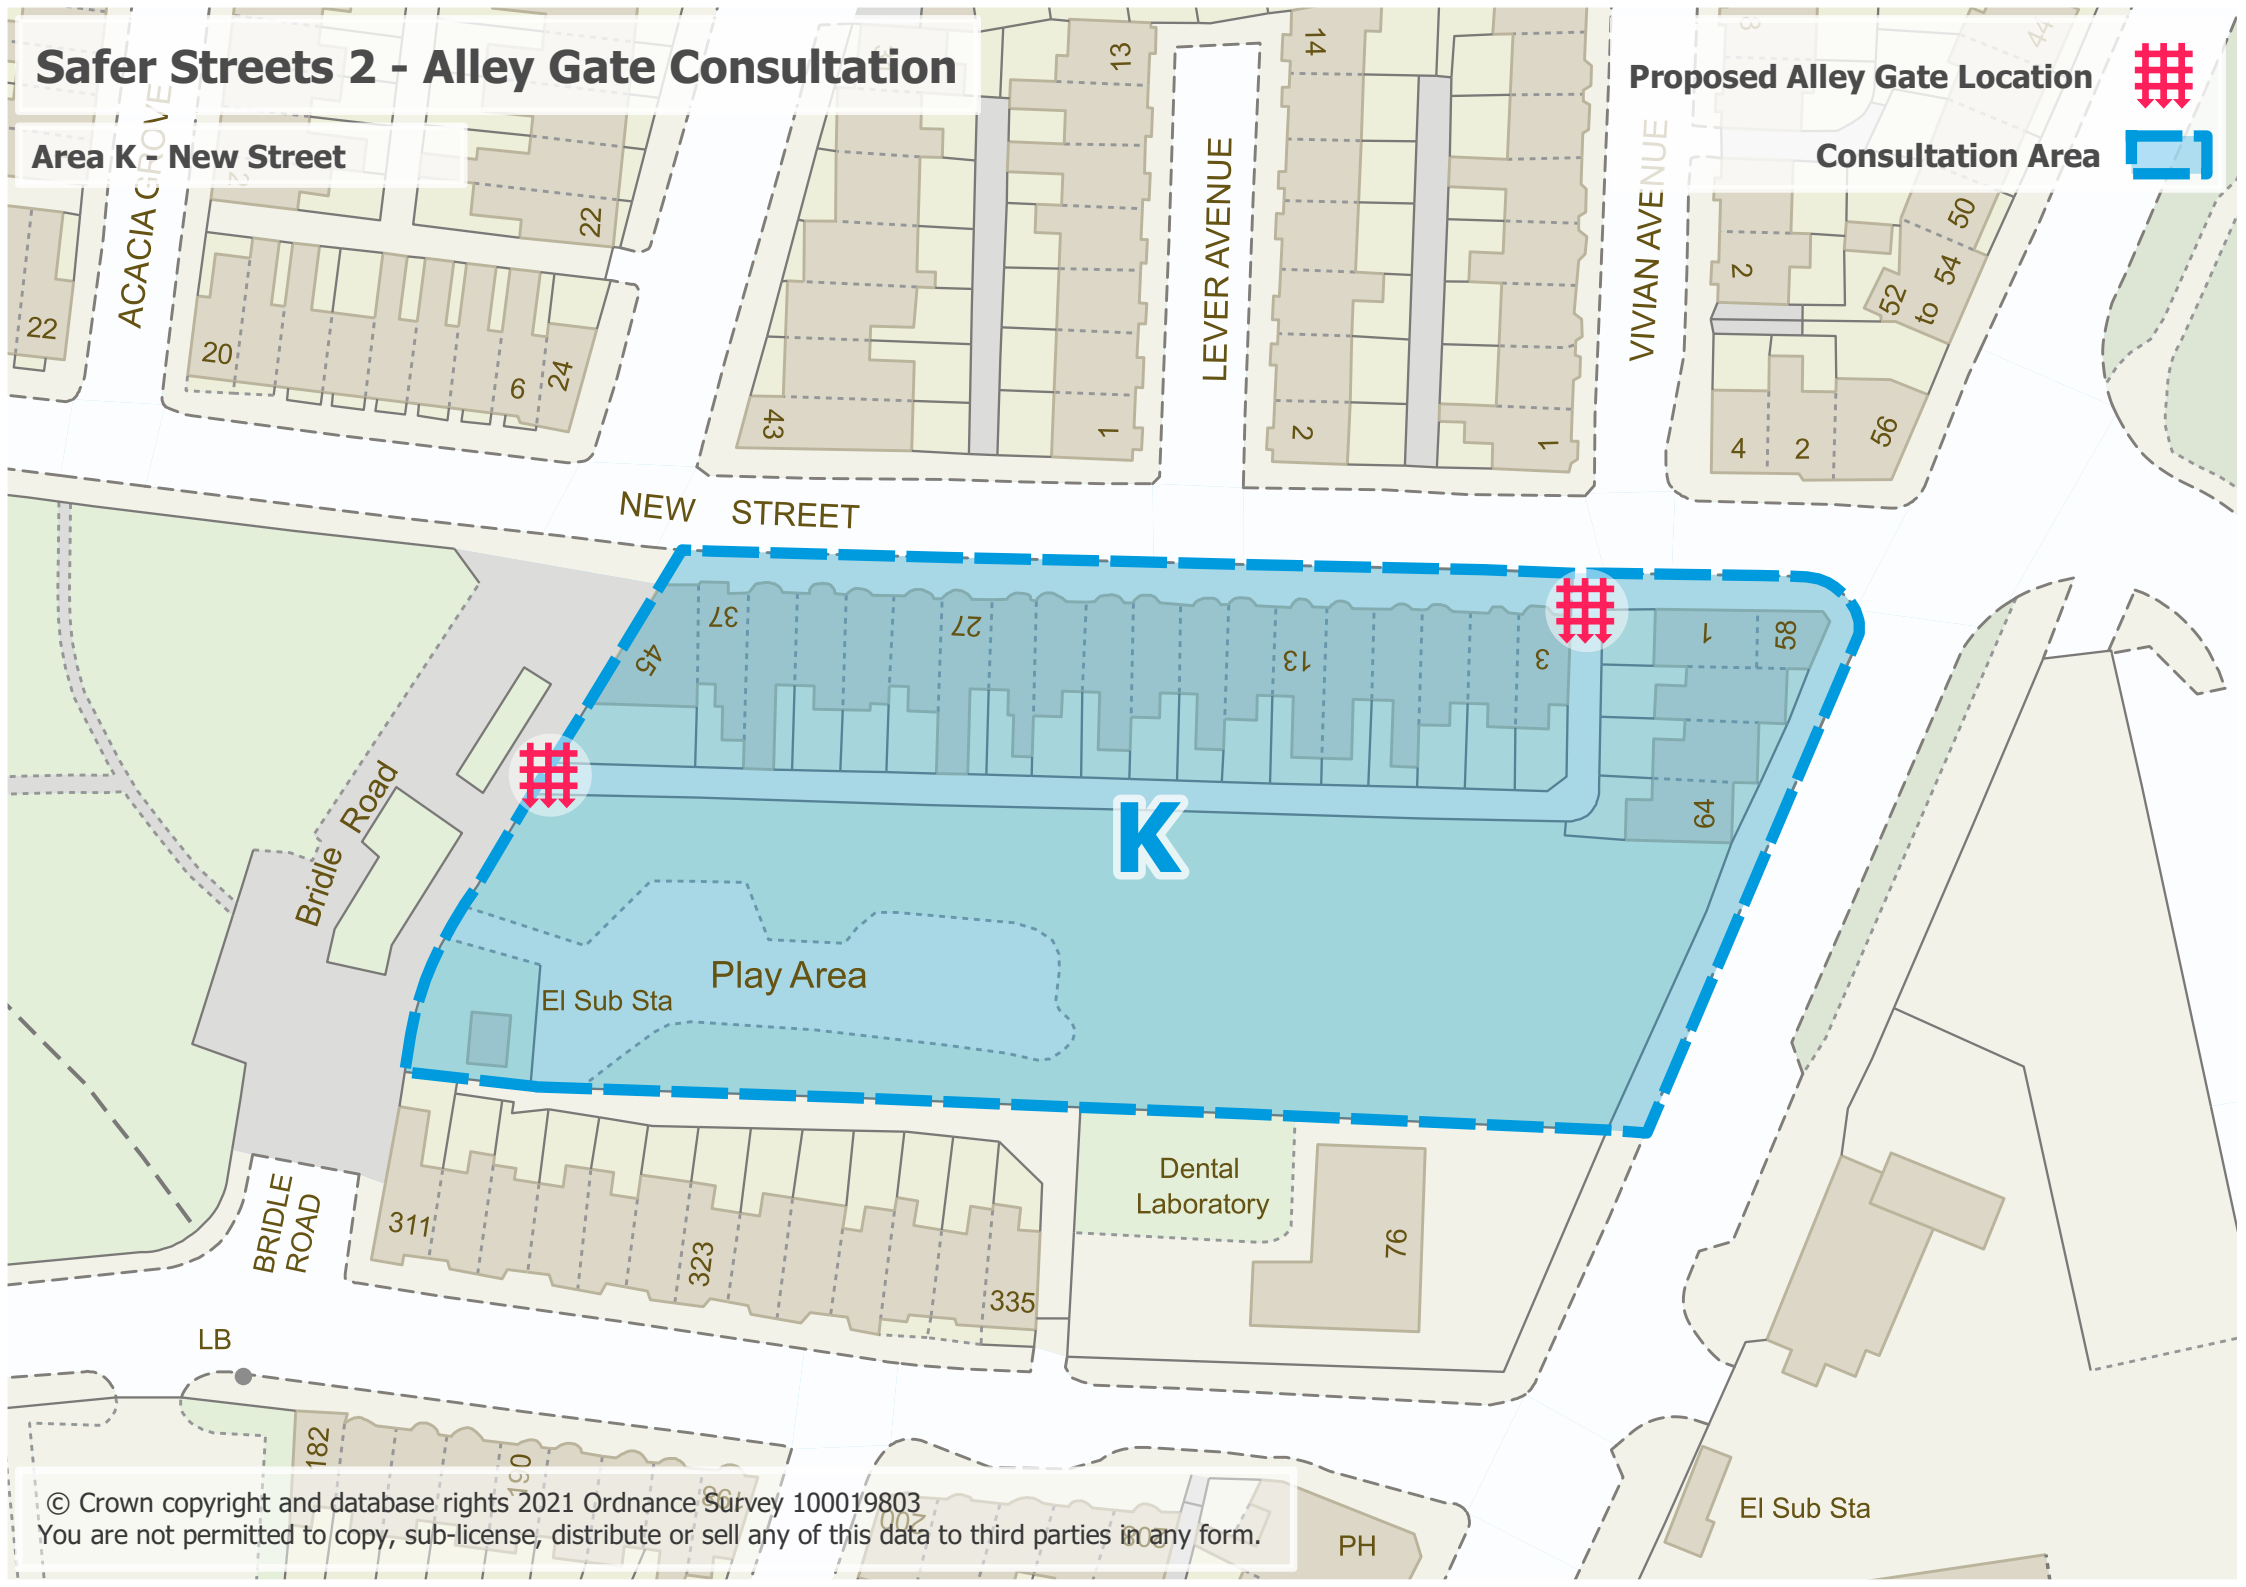 Safer Streets 2 - Alley Gate Consultation
Area K - New Street
Proposed Alley Gate Location
Consultation Area
ACACIA GROVE
LEVER AVENUE
VIVIAN AVENUE
13
14
44
22
22
20
6
24
43
1
2
1
2
50
52
to
54
4
2
56
NEW STREET
45
37
27
13
3
1
58
64
K
Bridle Road
Play Area
El Sub Sta
BRIDLE
ROAD
311
323
335
Dental
Laboratory
76
LB
182
190
198
200
208
PH
El Sub Sta
© Crown copyright and database rights 2021 Ordnance Survey 100019803
You are not permitted to copy, sub-license, distribute or sell any of this data to third parties in any form.